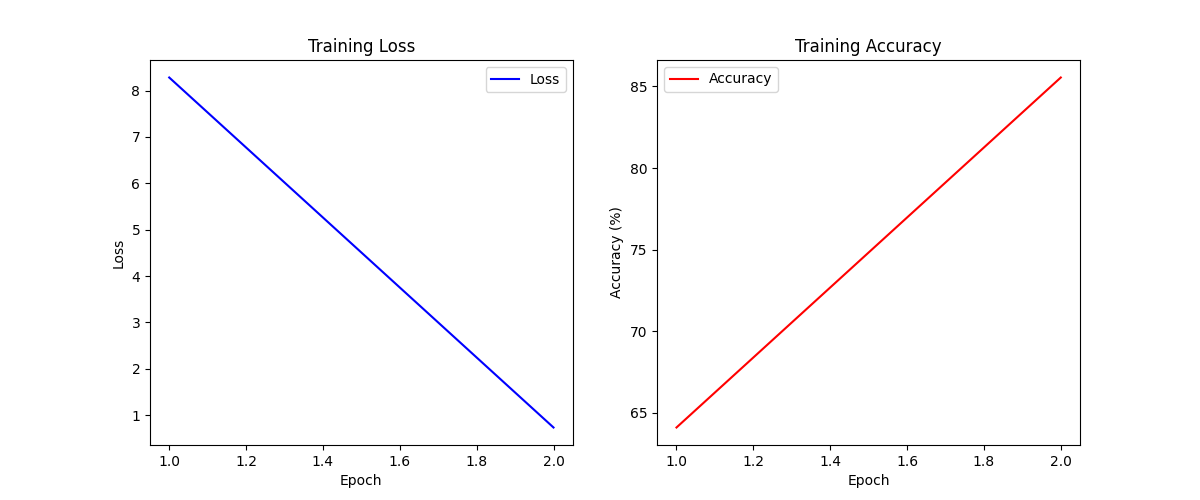 Training Loss
Loss
8
7
6
5
4
3
2
1
Loss
1.0 1.2 1.4 1.6 1.8 2.0
Epoch
Training Accuracy
Accuracy
85
80
75
70
65
Accuracy (%)
1.0 1.2 1.4 1.6 1.8 2.0
Epoch